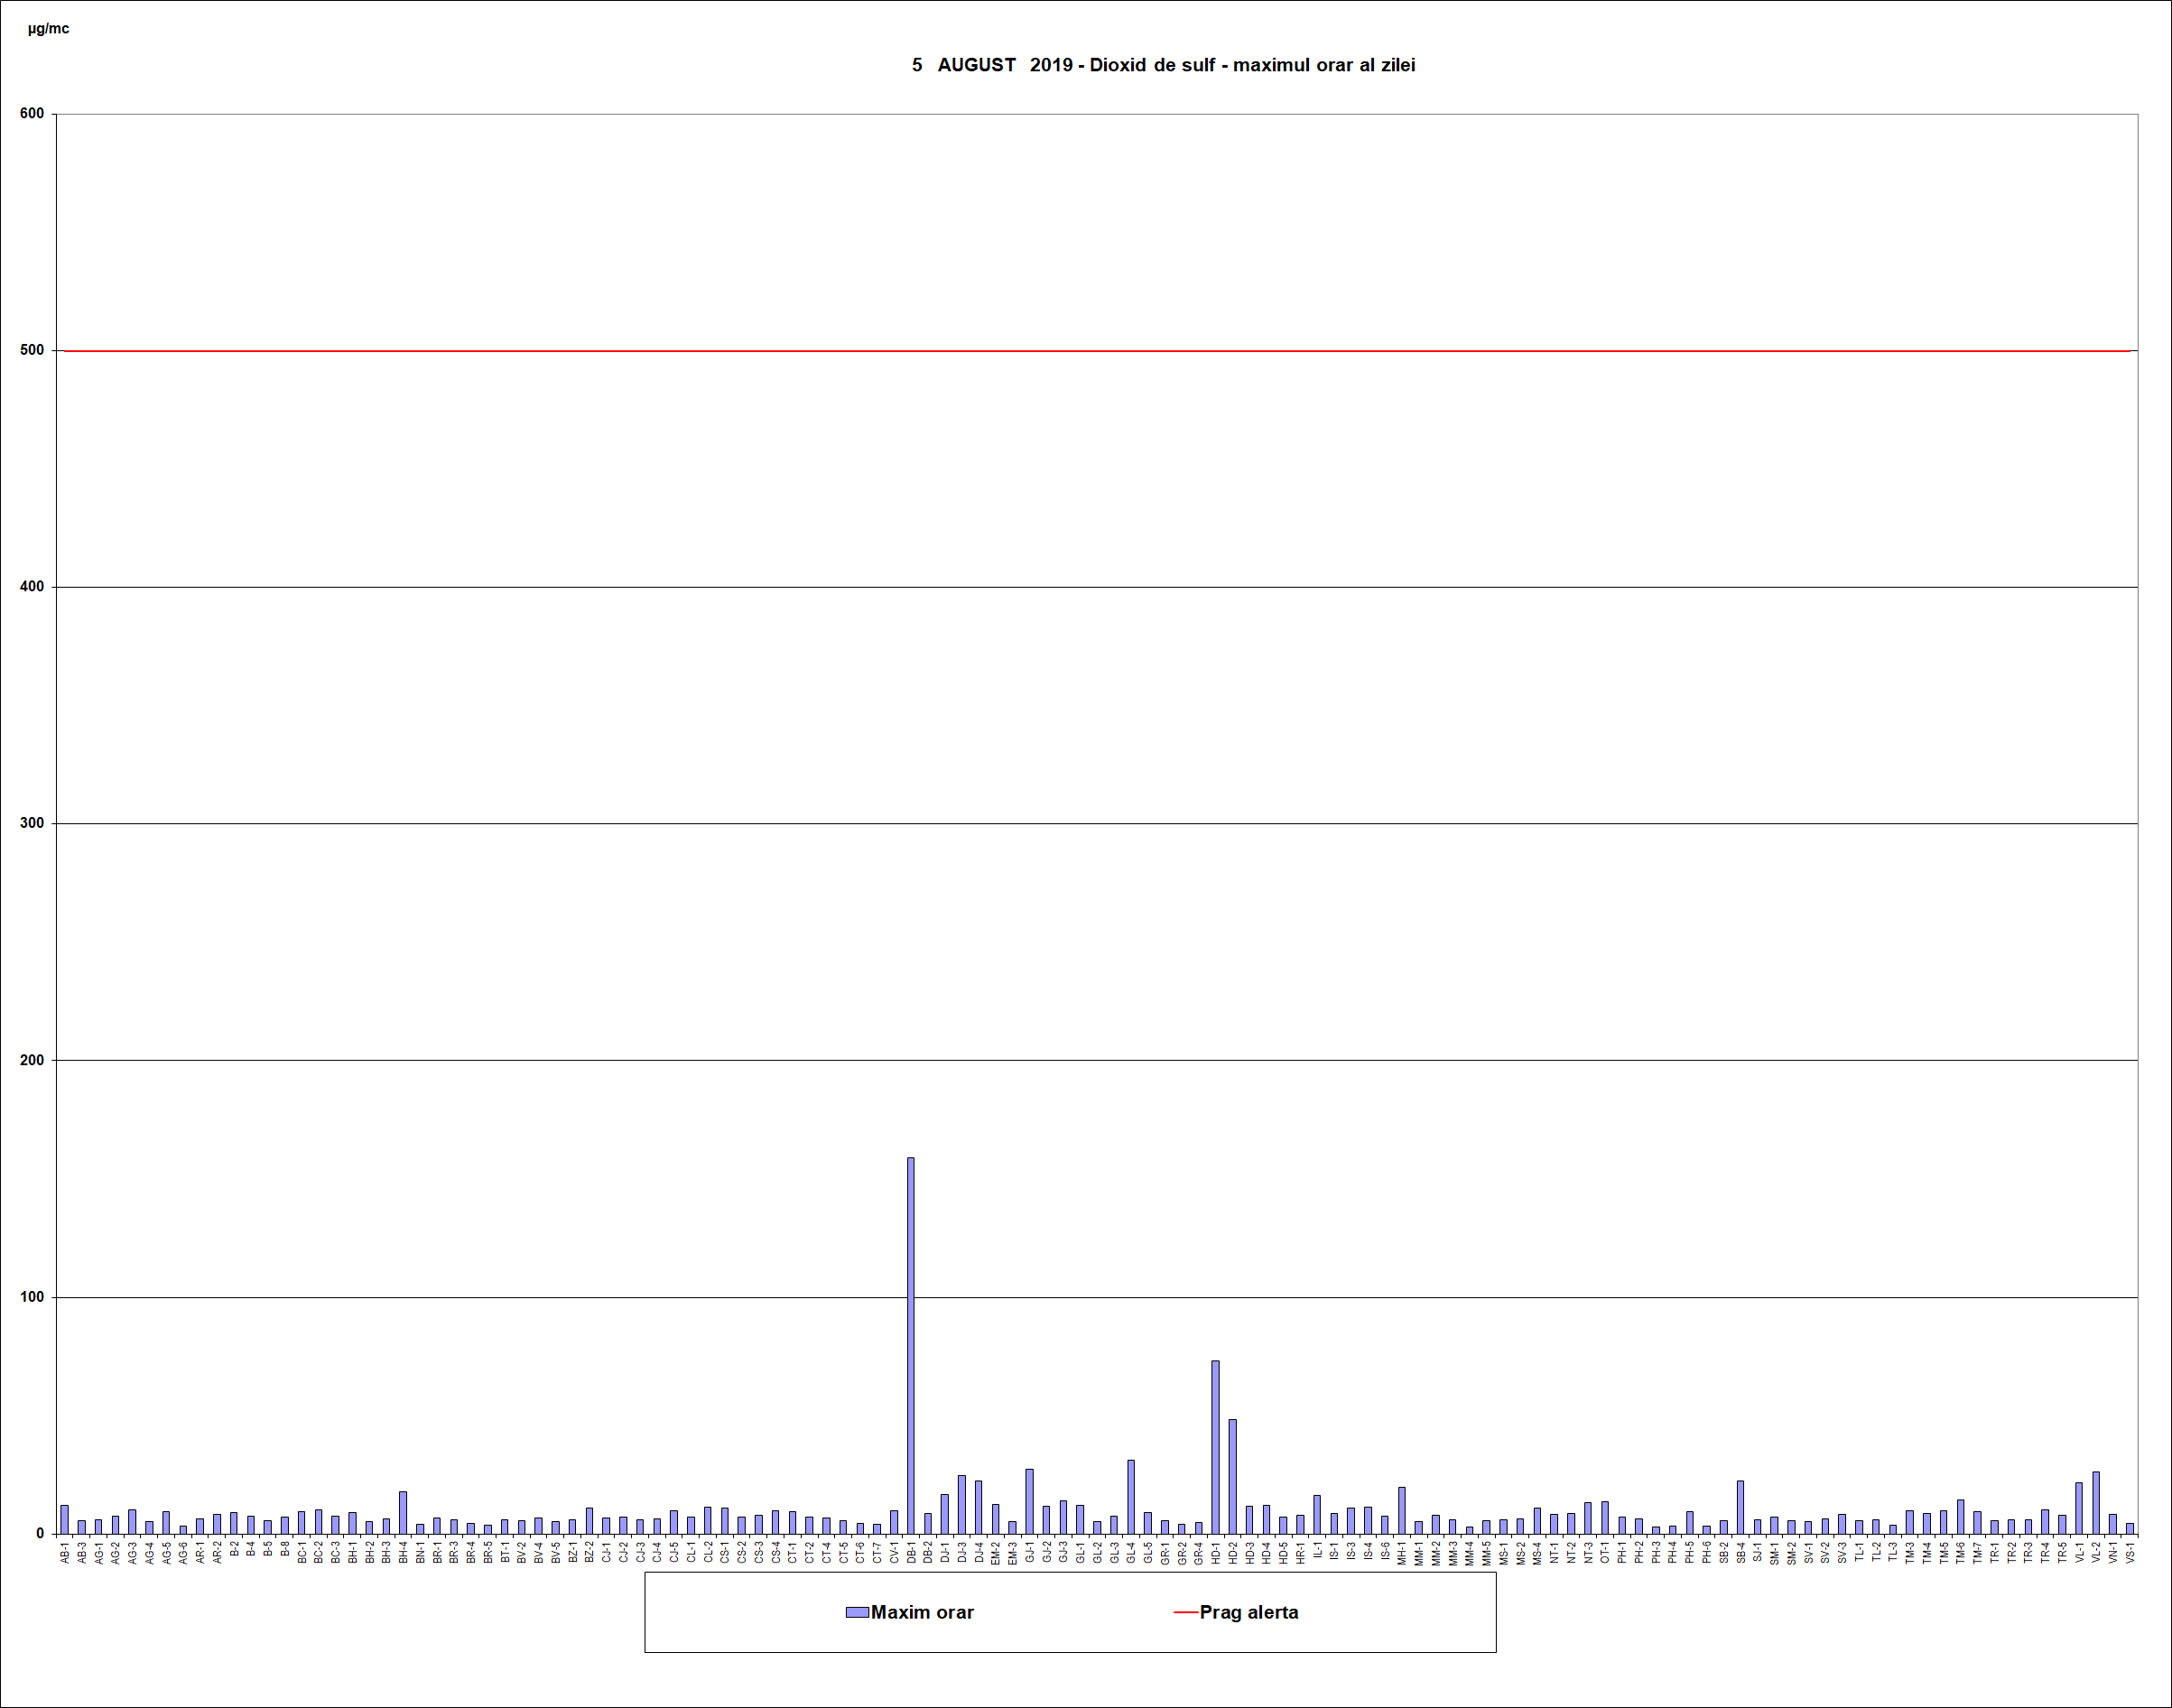 µg/mc
5 AUGUST 2019 - Dioxid de sulf - maximul orar al zilei
600
500
400
300
200
100
0
AB-1 AB-3 AG-1 AG-2 AG-3 AG-4 AG-5 AG-6 AR-1 AR-2 B-2 B-4 B-5 B-8 BC-1 BC-2 BC-3 BH-1 BH-2 BH-3 BH-4 BN-1 BR-1 BR-3 BR-4 BR-5 BT-1 BV-2 BV-4 BV-5 BZ-1 BZ-2 CJ-1 CJ-2 CJ-3 CJ-4 CJ-5 CL-1 CL-2 CS-1 CS-2 CS-3 CS-4 CT-1 CT-2 CT-4 CT-5 CT-6 CT-7 CV-1 DB-1 DB-2 DJ-1 DJ-3 DJ-4 EM-2 EM-3 GJ-1 GJ-2 GJ-3 GL-1 GL-2 GL-3 GL-4 GL-5 GR-1 GR-2 GR-4 HD-1 HD-2 HD-3 HD-4 HD-5 HR-1 IL-1 IS-1 IS-3 IS-4 IS-6 MH-1 MM-1 MM-2 MM-3 MM-4 MM-5 MS-1 MS-2 MS-4 NT-1 NT-2 NT-3 OT-1 PH-1 PH-2 PH-3 PH-4 PH-5 PH-6 SB-2 SB-4 SJ-1 SM-1 SM-2 SV-1 SV-2 SV-3 TL-1 TL-2 TL-3 TM-3 TM-4 TM-5 TM-6 TM-7 TR-1 TR-2 TR-3 TR-4 TR-5 VL-1 VL-2 VN-1 VS-1
Maxim orar Prag alerta